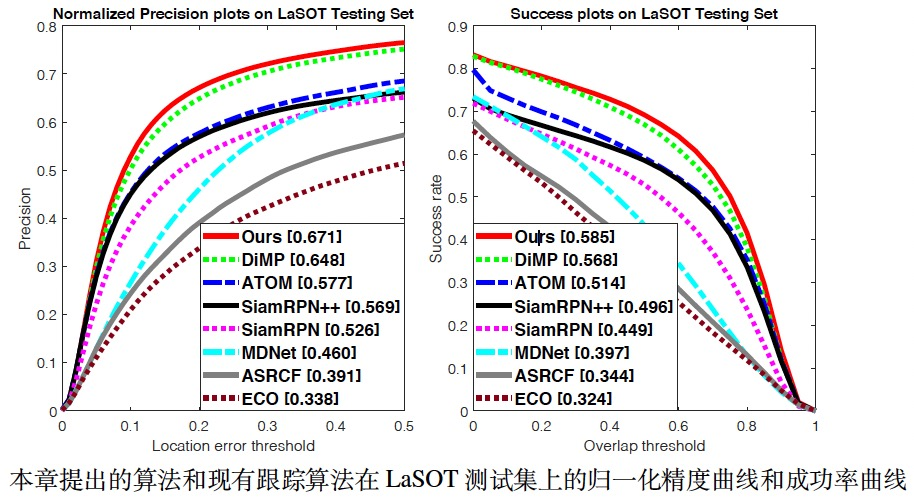 Normalized Precision plots on LaSOT Testing Set
0.8
0.7
0.6
0.5
0.4
0.3
0.2
0.1
0
Precision
0
0.1
0.2
0.3
0.4
0.5
Location error threshold
Ours [0.671]
DiMP [0.648]
ATOM [0.577]
SiamRPN++ [0.569]
SiamRPN [0.526]
MDNet [0.460]
ASRCF [0.391]
ECO [0.338]
Success plots on LaSOT Testing Set
0.9
0.8
0.7
0.6
0.5
0.4
0.3
0.2
0.1
0
Success rate
0
0.2
0.4
0.6
0.8
1
Overlap threshold
Ours [0.585]
DiMP [0.568]
ATOM [0.514]
SiamRPN++ [0.496]
SiamRPN [0.449]
MDNet [0.397]
ASRCF [0.344]
ECO [0.324]
本章提出的算法和现有跟踪算法在 LaSOT 测试集上的归一化精度曲线和成功率曲线